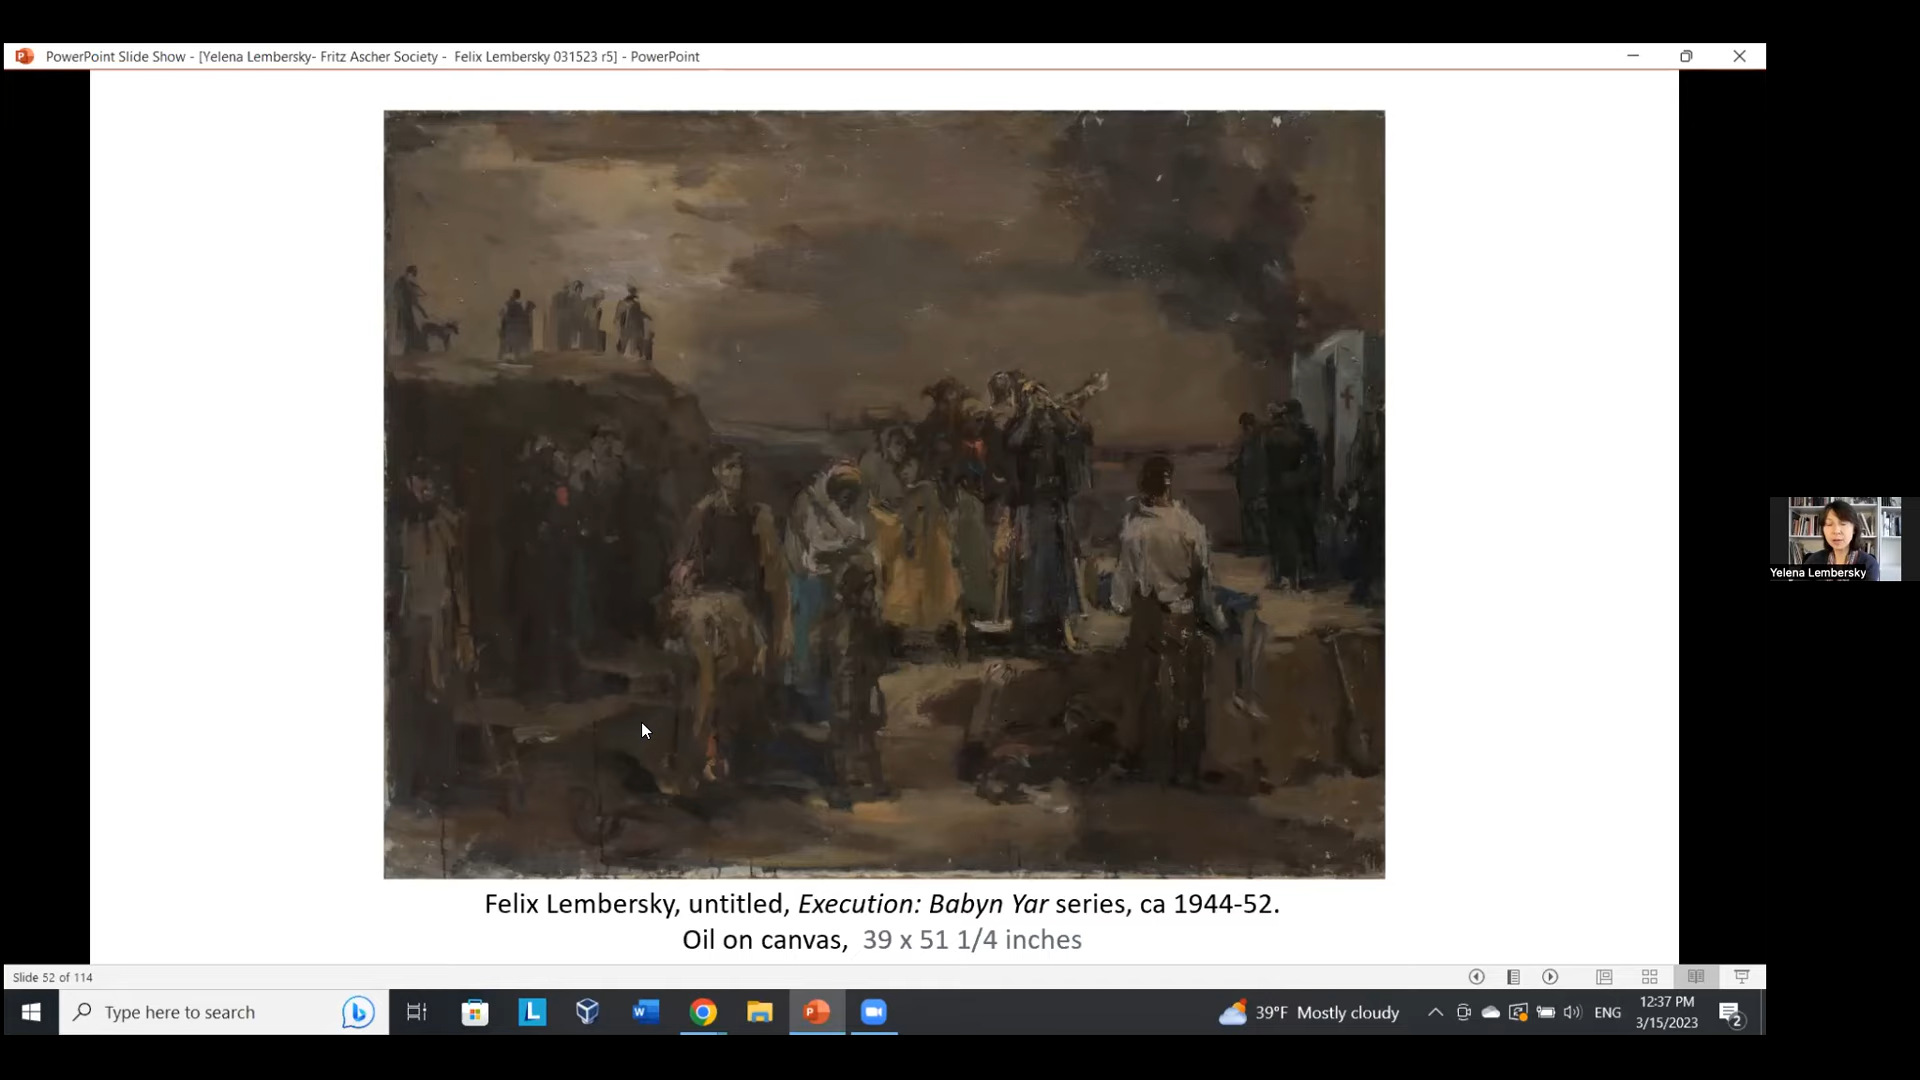 PowerPoint Slide Show - [Yelena Lembersky- Fritz Ascher Society - Felix Lembersky 031523 r5] - PowerPoint
Yelena Lembersky
Felix Lembersky, untitled, Execution: Babyn Yar series, ca 1944-52.
Oil on canvas, 39 x 51 1/4 inches
Slide 52 of 114
Type here to search
39°F Mostly cloudy
ENG
12:37 PM
3/15/2023
2